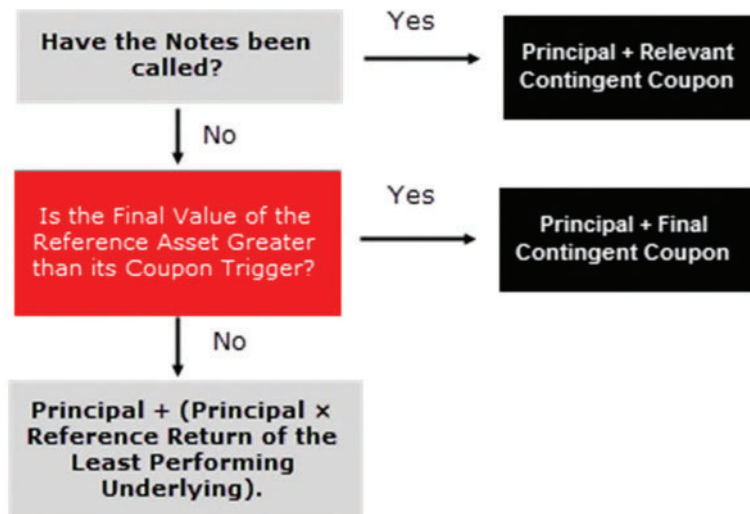 Have the Notes been
called?
Yes
Principal + Relevant
Contingent Coupon
No
Is the Final Value of the
Reference Asset Greater
than its Coupon Trigger?
Yes
Principal + Final
Contingent Coupon
No
Principal + (Principal ×
Reference Return of the
Least Performing
Underlying).